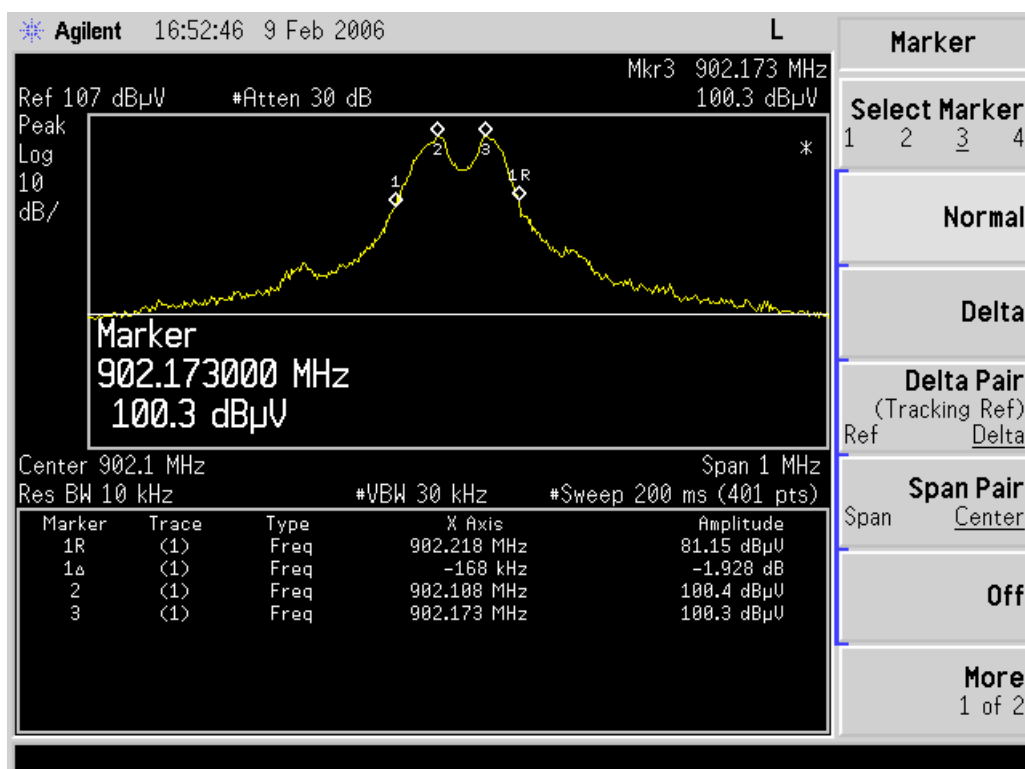 Agilent 16:52:46 9 Feb 2006 L
Mkr3 902.173 MHz
Ref 107 dBµV #Atten 30 dB 100.3 dBµV
Peak
Log
10
dB/
2 3
*
1 1R
Marker
902.173000 MHz
100.3 dBµV
Center 902.1 MHz Span 1 MHz
Res BW 10 kHz #VBW 30 kHz #Sweep 200 ms (401 pts)
Marker Trace Type X Axis Amplitude
1R (1) Freq 902.218 MHz 81.15 dBµV
1Δ (1) Freq -168 kHz -1.928 dB
2 (1) Freq 902.108 MHz 100.4 dBµV
3 (1) Freq 902.173 MHz 100.3 dBµV
Marker
Select Marker
1 2 3 4
Normal
Delta
Delta Pair
(Tracking Ref)
Ref Delta
Span Pair
Span Center
Off
More
1 of 2